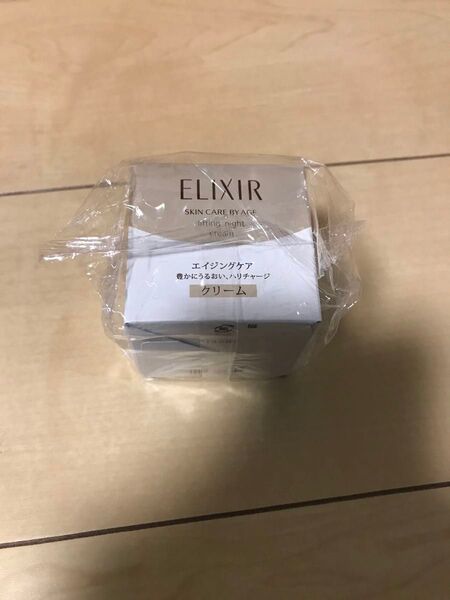 ELIXIR
SKIN CARE BY AGE
lifting night
cream
エイジングケア
豊かにうるおい、ハリチャージ
クリーム